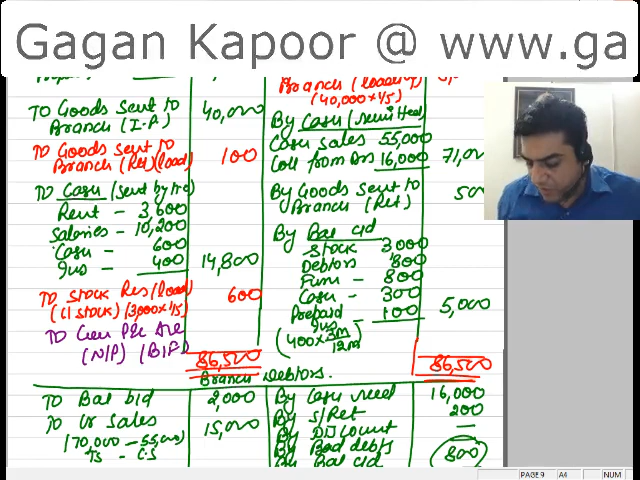 Gagan Kapoor @ www.ga
Branch (loading)
(40,000 x 1/5)
To Goods sent to
Branch (I.P) 40,000
By Cash (remitted)
Cash sales 55,000
Coll from Drs 16,000 71,00
To Goods sent to
Branch (Ret) (load) 100
By Goods sent to
Branch (Ret) 500
To Cash (sent by HO)
Rent - 3,600
Salaries - 10,200
Cash - 600
Ins - 400 14,800
By Bal c/d
Stock 3000
Debtors 800
Furn - 800
Cash - 300
Prepaid - 100 5,000
Ins
(400 x 3m/12m)
To Stock Res (load) 600
(Cl stock) (3,000 x 1/5)
To Gen P&L A/c
(N/P) (B/F)
86,500 86,500
Branch Debtors.
To Bal b/d 2,000
To Cr Sales 15,000
(70,000 - 55,000)
TS - C.S
By Cash recd 16,000
By S/Ret 200
By Discount —
By Bad debts
By Bal c/d 800
PAGE 9 A4 NUM